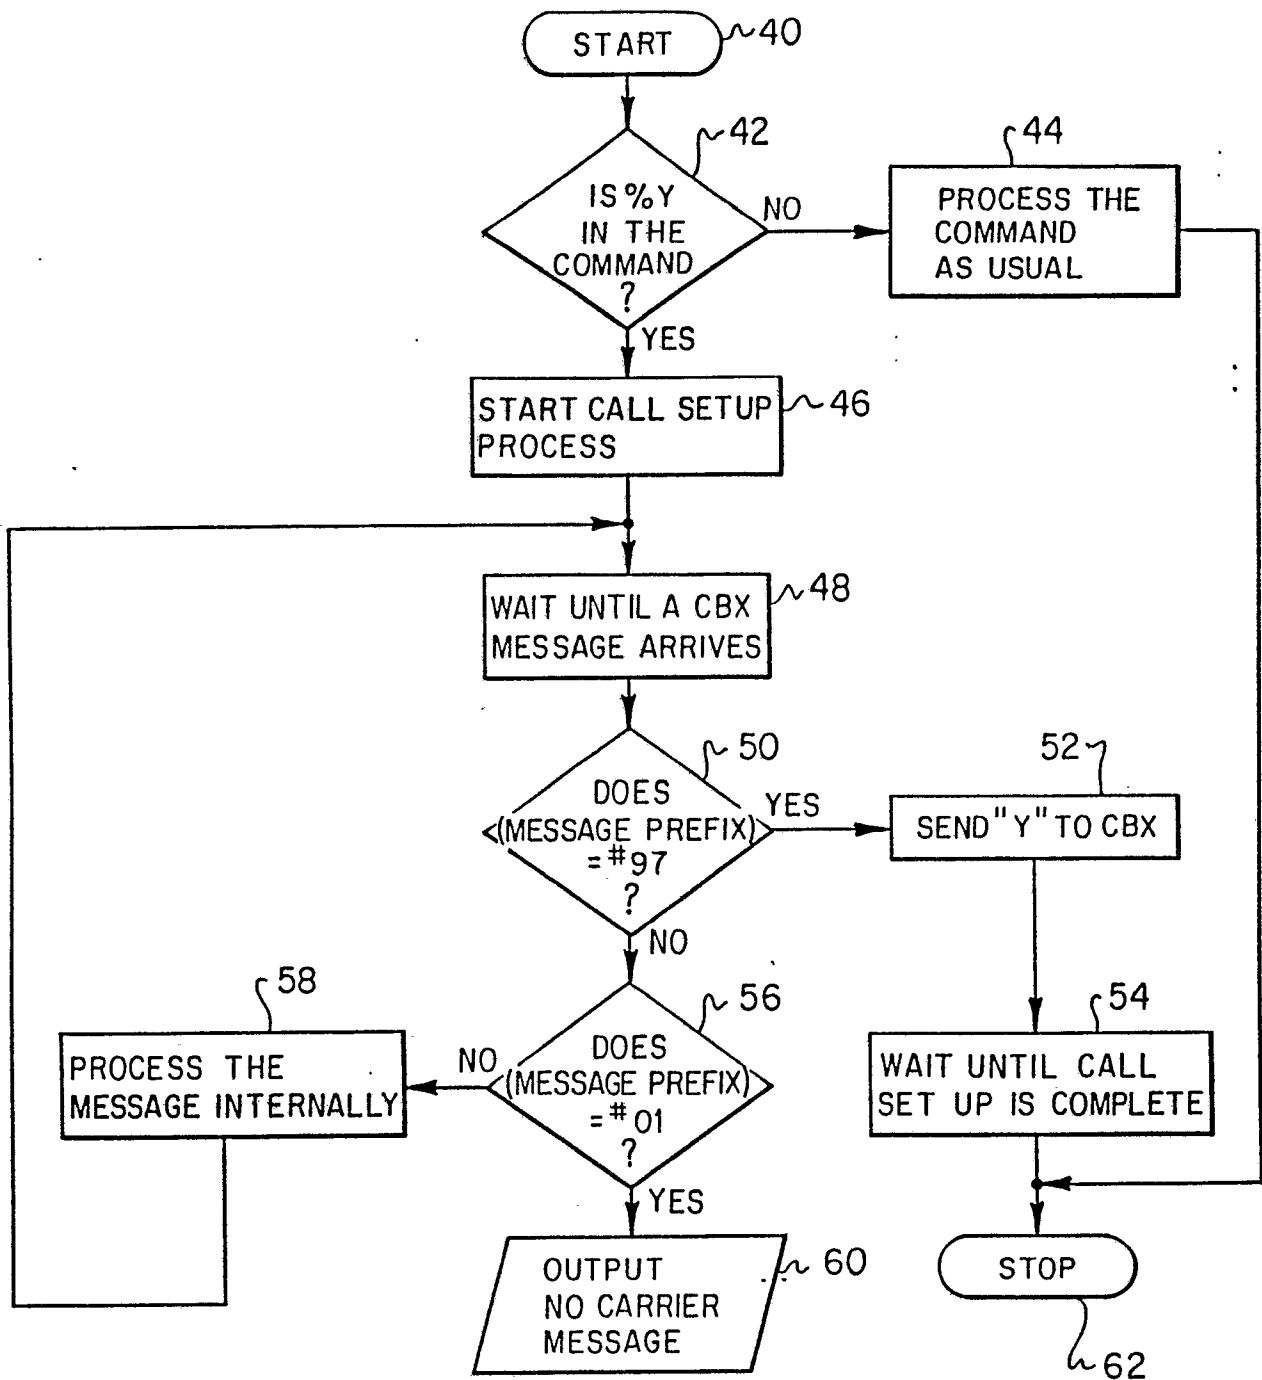 START
40
42
IS %Y
IN THE
COMMAND
?
NO
44
PROCESS THE
COMMAND
AS USUAL
YES
START CALL SETUP
PROCESS
46
WAIT UNTIL A CBX
MESSAGE ARRIVES
48
50
DOES
(MESSAGE PREFIX)
=#97
?
YES
52
SEND "Y" TO CBX
NO
54
WAIT UNTIL CALL
SET UP IS COMPLETE
56
DOES
(MESSAGE PREFIX)
=#01
?
NO
58
PROCESS THE
MESSAGE INTERNALLY
YES
OUTPUT
NO CARRIER
MESSAGE
60
STOP
62